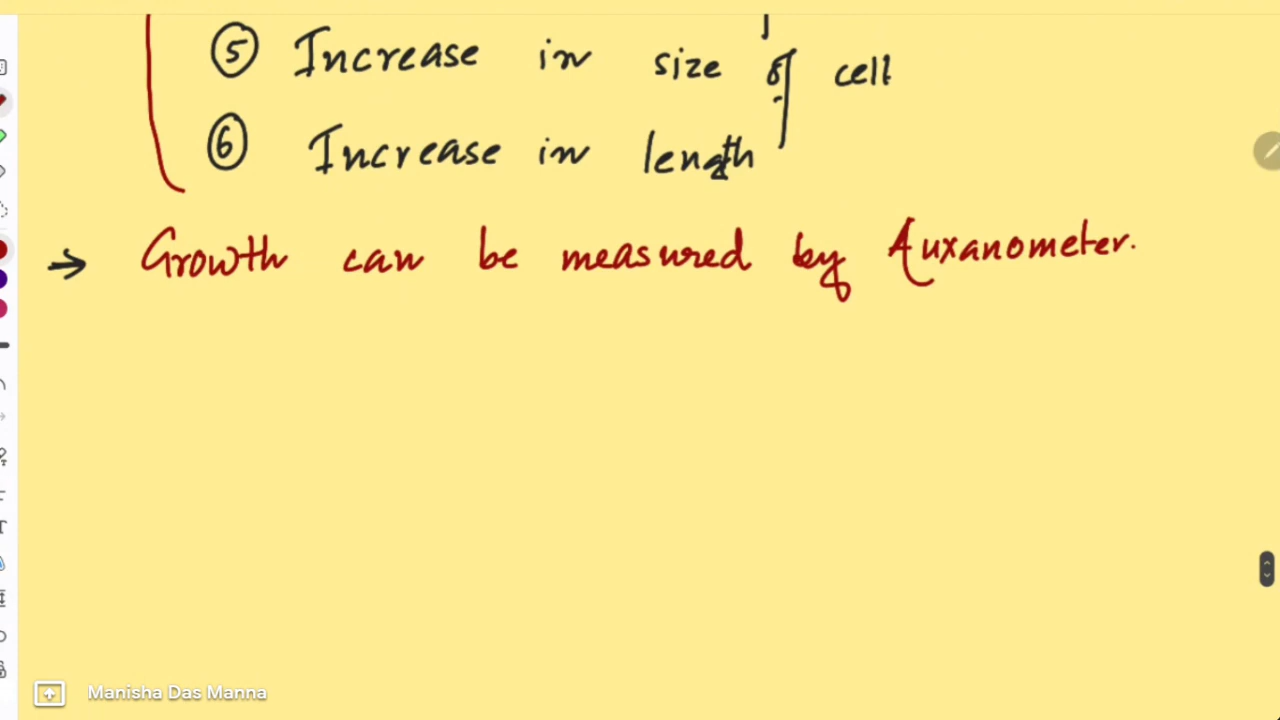 ⑤ Increase in size of cell
⑥ Increase in length
→ Growth can be measured by Auxanometer.
Manisha Das Manna